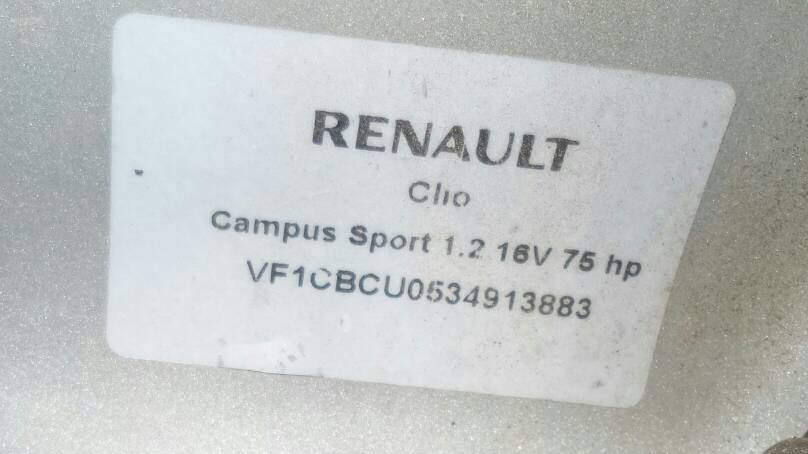 RENAULT
Clio
Campus Sport 1.2 16V 75 hp
VF1CBCU0534913883